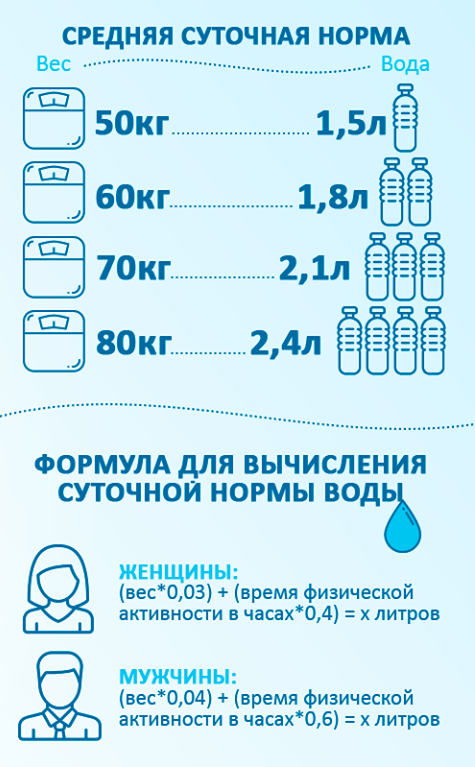 СРЕДНЯЯ СУТОЧНАЯ НОРМА
Вес Вода
50кг 1,5л
60кг 1,8л
70кг 2,1л
80кг 2,4л
ФОРМУЛА ДЛЯ ВЫЧИСЛЕНИЯ
СУТОЧНОЙ НОРМЫ ВОДЫ
ЖЕНЩИНЫ:
(вес*0,03) + (время физической
активности в часах*0,4) = х литров
МУЖЧИНЫ:
(вес*0,04) + (время физической
активности в часах*0,6) = х литров